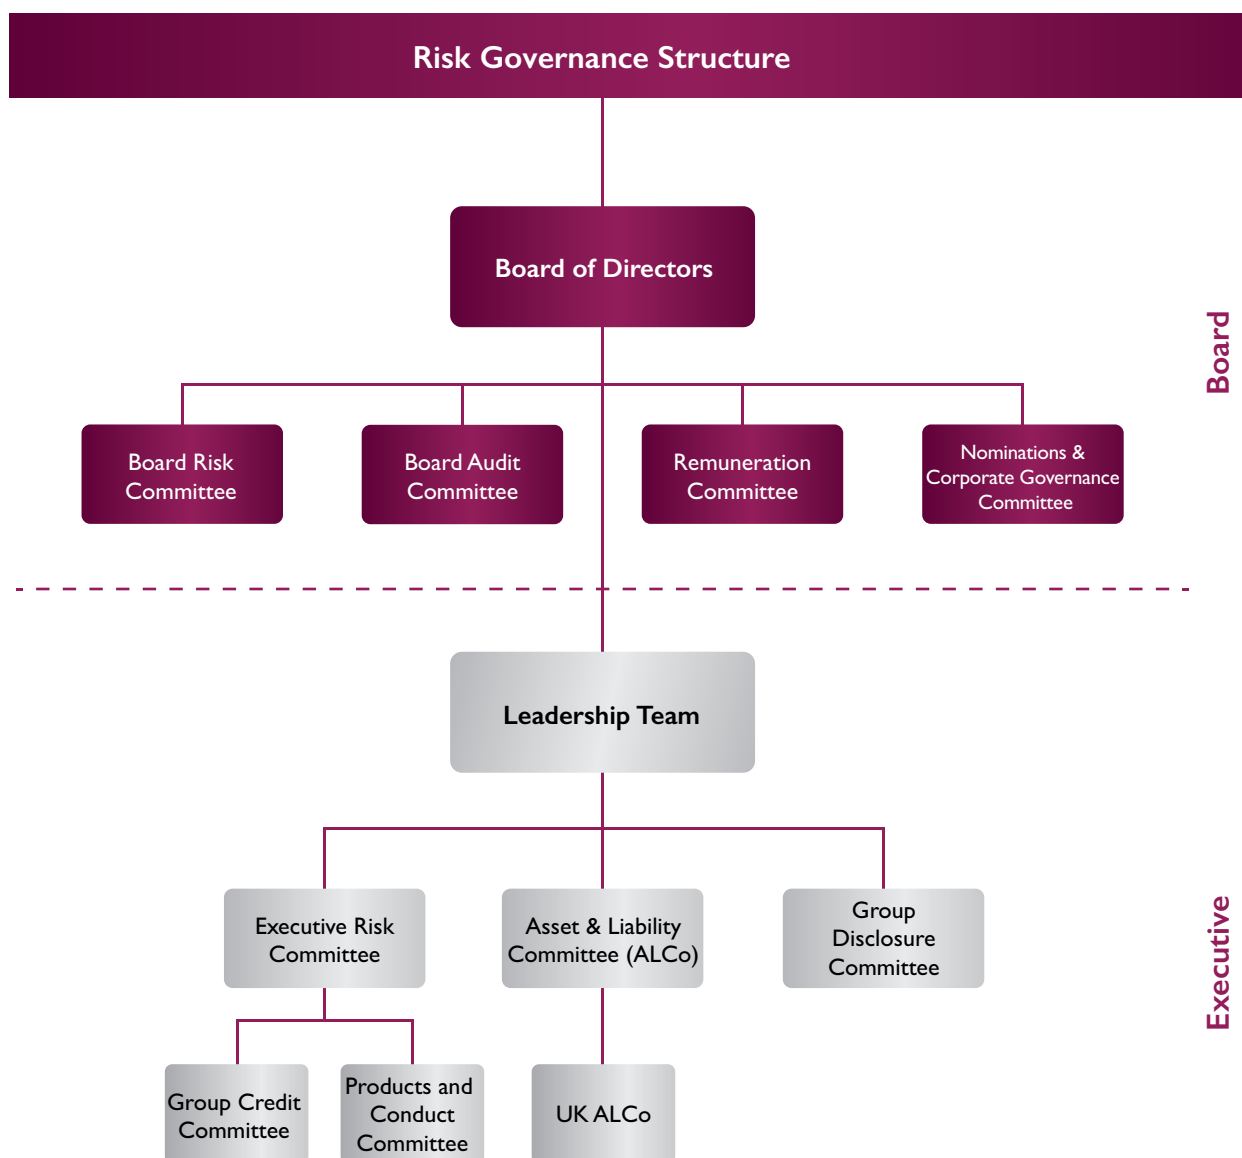 Risk Governance Structure
Board of Directors
Board
Board Risk
Committee
Board Audit
Committee
Remuneration
Committee
Nominations &
Corporate Governance
Committee
Leadership Team
Executive
Executive Risk
Committee
Asset & Liability
Committee (ALCo)
Group
Disclosure
Committee
Group Credit
Committee
Products and
Conduct
Committee
UK ALCo